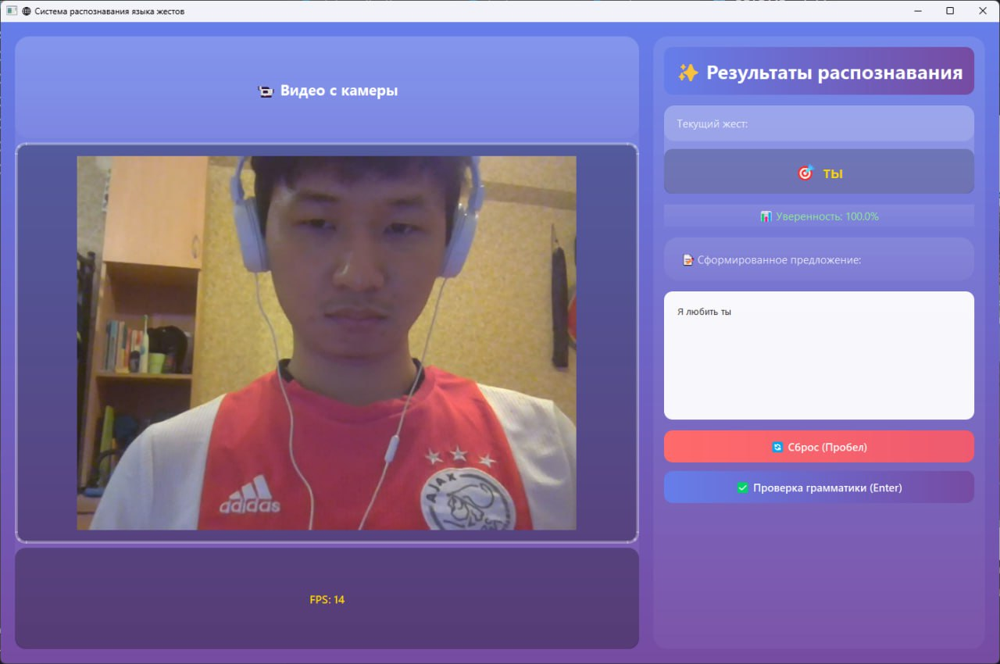 Система распознавания языка жестов
Видео с камеры
adidas
AJAX
FPS: 14
Результаты распознавания
Текущий жест:
ты
Уверенность: 100.0%
Сформированное предложение:
Я любить ты
Сброс (Пробел)
Проверка грамматики (Enter)